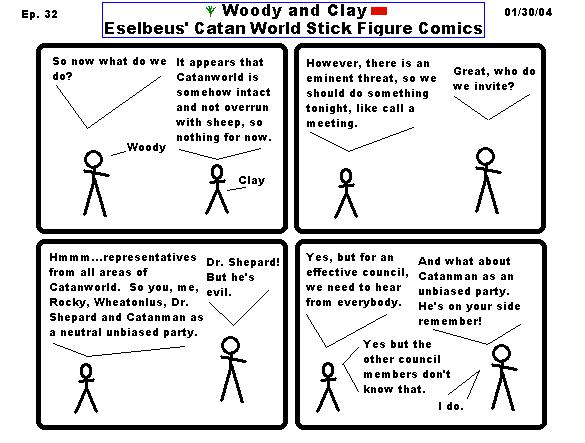 Ep. 32
Woody and Clay
01/30/04
Eselbeus' Catan World Stick Figure Comics
So now what do we
do?
It appears that
Catanworld is
somehow intact
and not overrun
with sheep, so
nothing for now.
Woody
Clay
However, there is an
eminent threat, so we
should do something
tonight, like call a
meeting.
Great, who do
we invite?
Hmmm...representatives
from all areas of
Catanworld. So you, me,
Rocky, Wheatonius, Dr.
Shepard and Catanman as
a neutral unbiased party.
Dr. Shepard!
But he's
evil.
Yes, but for an
effective council,
we need to hear
from everybody.
And what about
Catanman as an
unbiased party.
He's on your side
remember!
Yes but the
other council
members don't
know that.
I do.